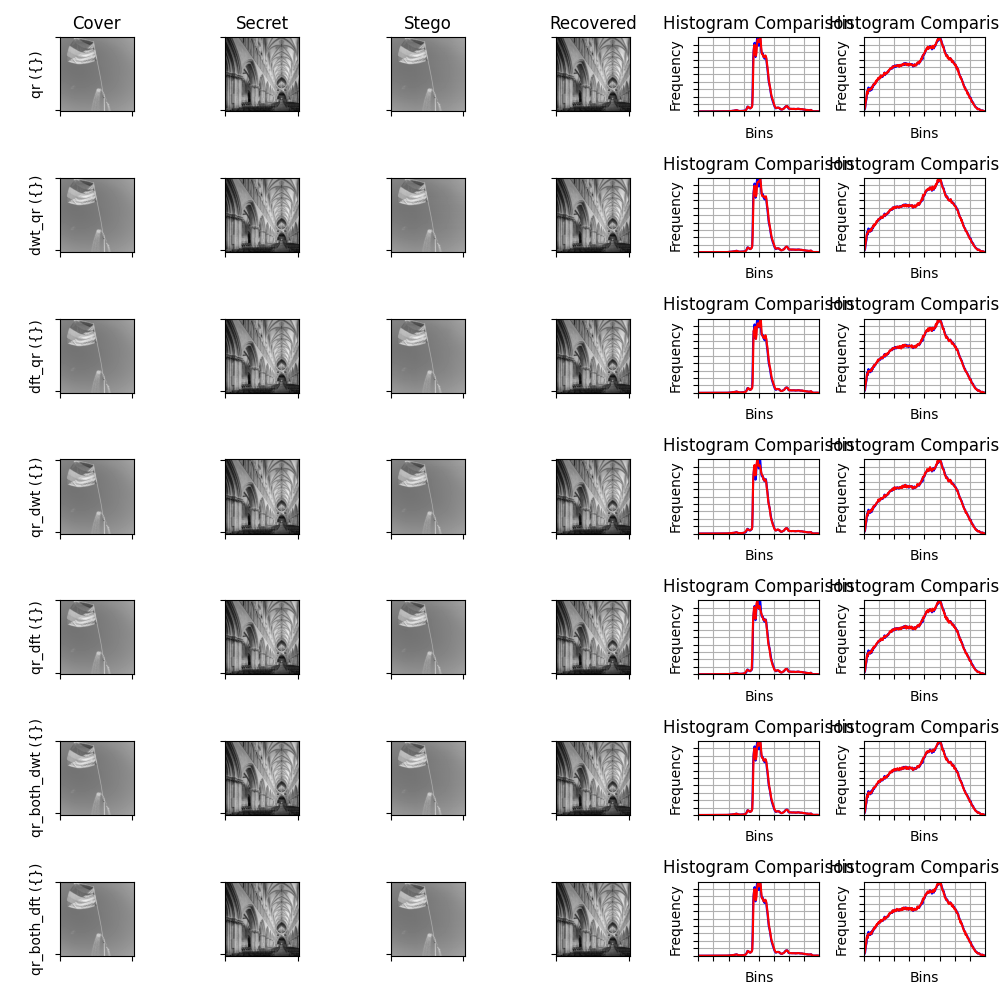 Cover Secret Stego Recovered Histogram Comparison Histogram Comparis
qr ({}) Frequency Frequency
Bins Bins
Histogram Comparison Histogram Comparis
dwt_qr ({}) Frequency Frequency
Bins Bins
Histogram Comparison Histogram Comparis
dft_qr ({}) Frequency Frequency
Bins Bins
Histogram Comparison Histogram Comparis
qr_dwt ({}) Frequency Frequency
Bins Bins
Histogram Comparison Histogram Comparis
qr_dft ({}) Frequency Frequency
Bins Bins
Histogram Comparison Histogram Comparis
qr_both_dwt ({}) Frequency Frequency
Bins Bins
Histogram Comparison Histogram Comparis
qr_both_dft ({}) Frequency Frequency
Bins Bins